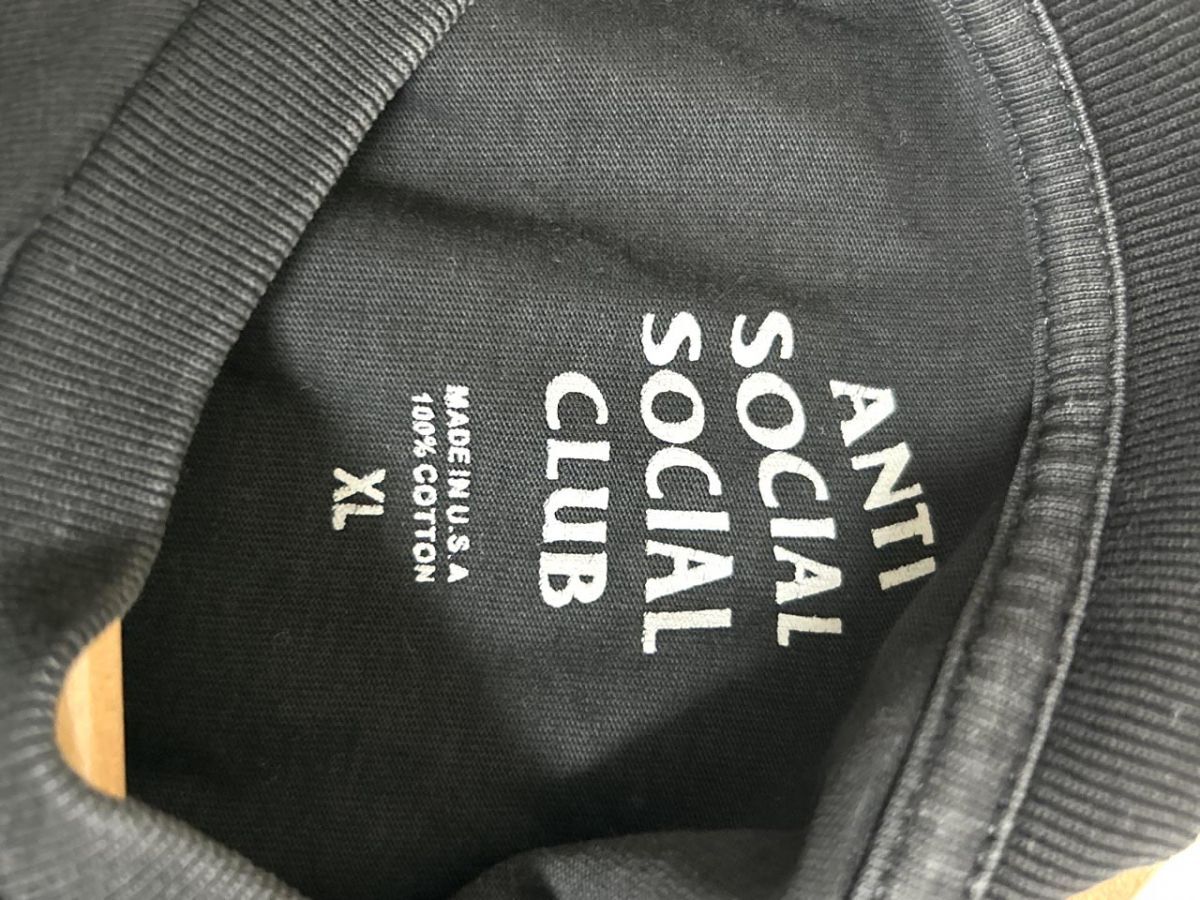 ANTI
SOCIAL
SOCIAL
CLUB
MADE IN U.S.A
100% COTTON
XL